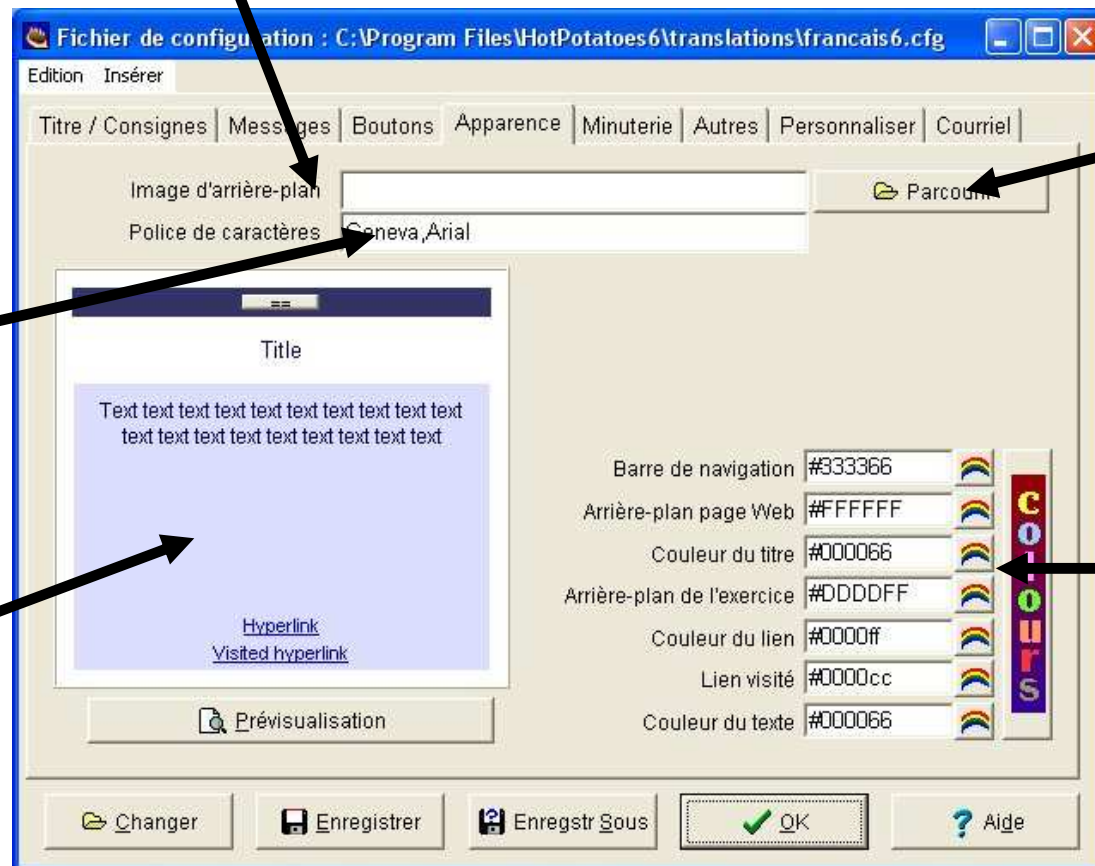 Fichier de configuration : C:\Program Files\HotPotatoes6\translations\francais6.cfg
Edition Insérer
Titre / Consignes Messages Boutons Apparence Minuterie Autres Personnaliser Courriel
Image d'arrière-plan Parcourir
Police de caractères Geneva,Arial
==
Title
Text text text text text text text text text text
text text text text text text text text text
Hyperlink
Visited hyperlink
Prévisualisation
Barre de navigation #333366
Arrière-plan page Web #FFFFFF
Couleur du titre #000066
Arrière-plan de l'exercice #DDDDFF
Couleur du lien #0000ff
Lien visité #0000cc
Couleur du texte #000066
Colours
Changer Enregistrer Enregstr Sous OK Aide